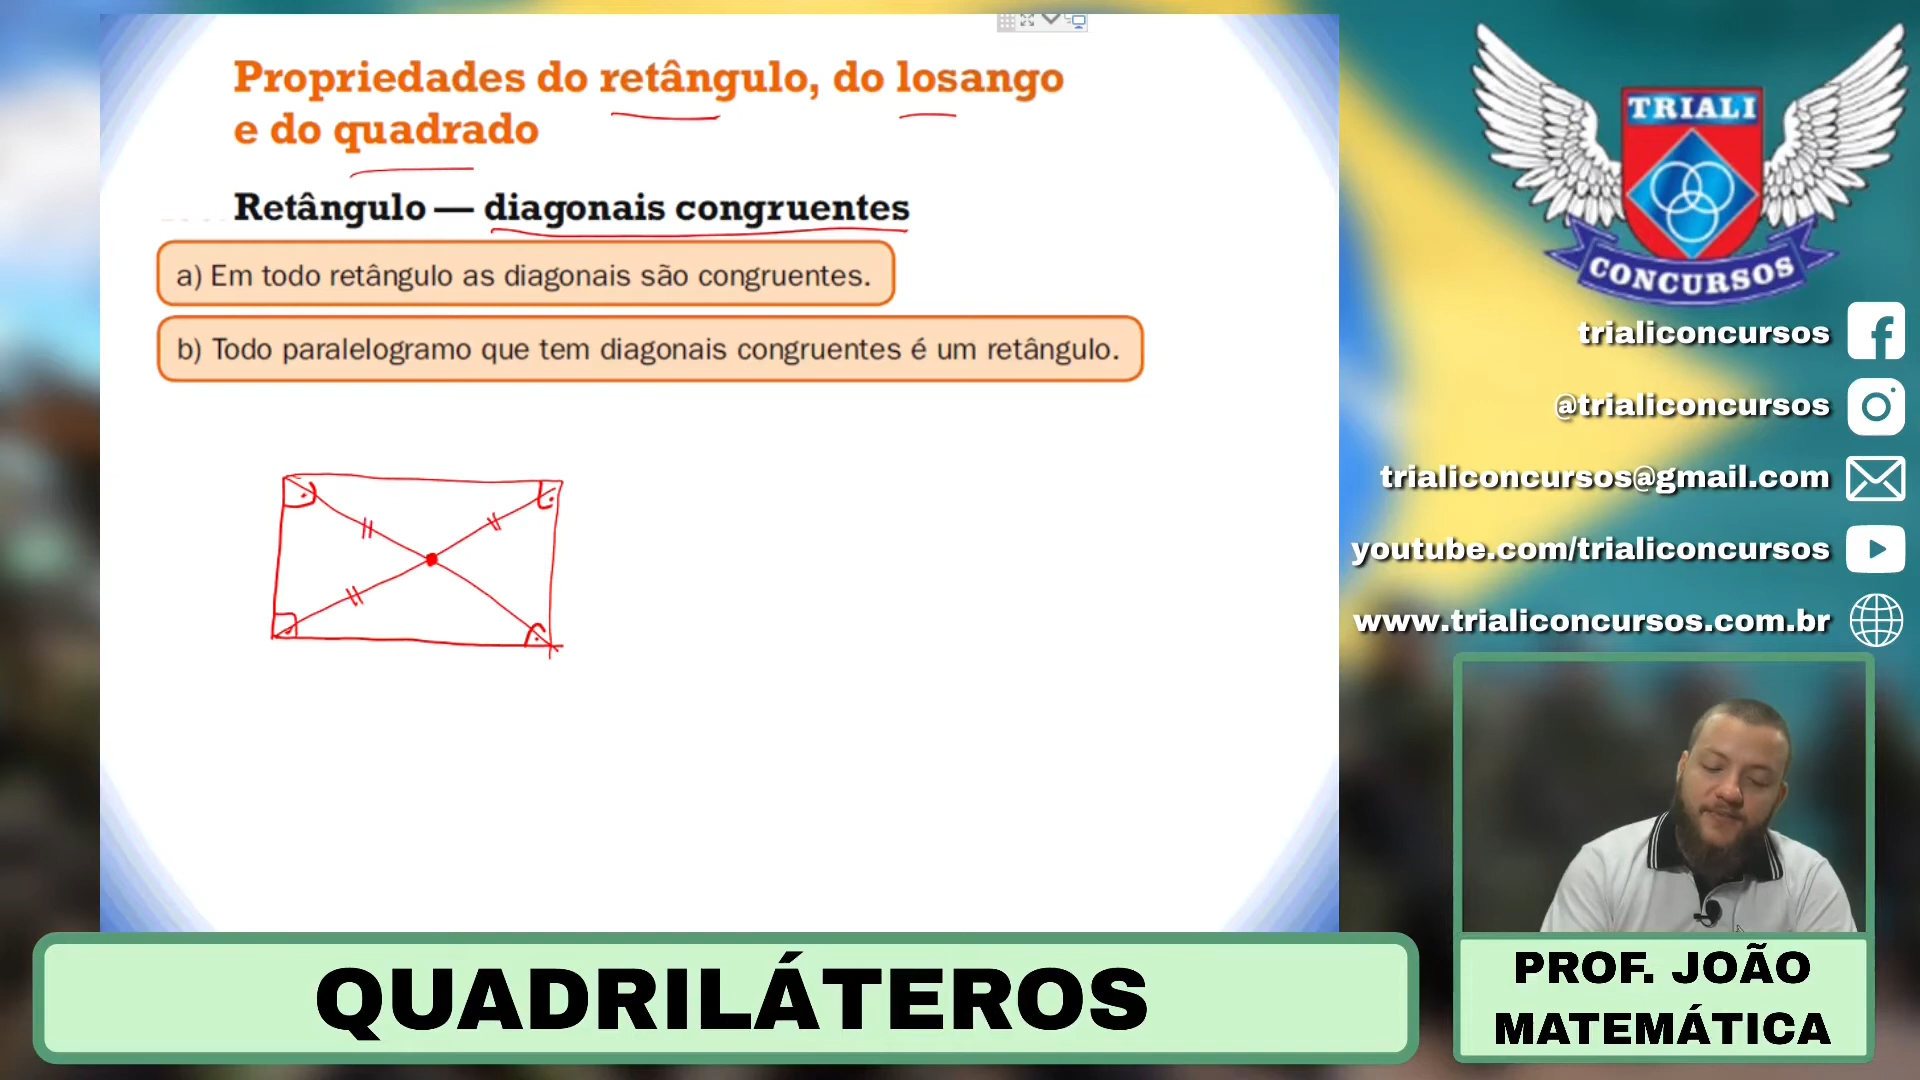 Propriedades do retângulo, do losango
e do quadrado
Retângulo — diagonais congruentes
a) Em todo retângulo as diagonais são congruentes.
b) Todo paralelogramo que tem diagonais congruentes é um retângulo.
TRIALI
CONCURSOS
trialiconcursos
@trialiconcursos
trialiconcursos@gmail.com
youtube.com/trialiconcursos
www.trialiconcursos.com.br
QUADRILÁTEROS
PROF. JOÃO
MATEMÁTICA